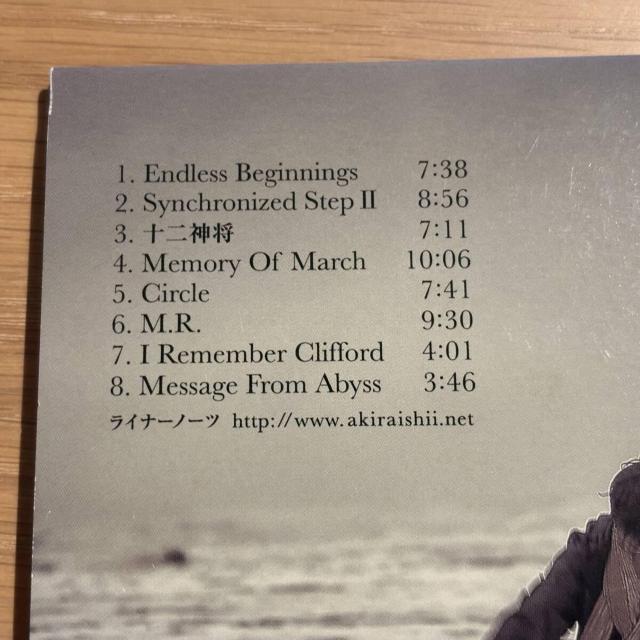 1. Endless Beginnings 7:38
2. Synchronized Step II 8:56
3. 十二神将 7:11
4. Memory Of March 10:06
5. Circle 7:41
6. M.R. 9:30
7. I Remember Clifford 4:01
8. Message From Abyss 3:46
ライナーノーツ http://www.akiraishii.net